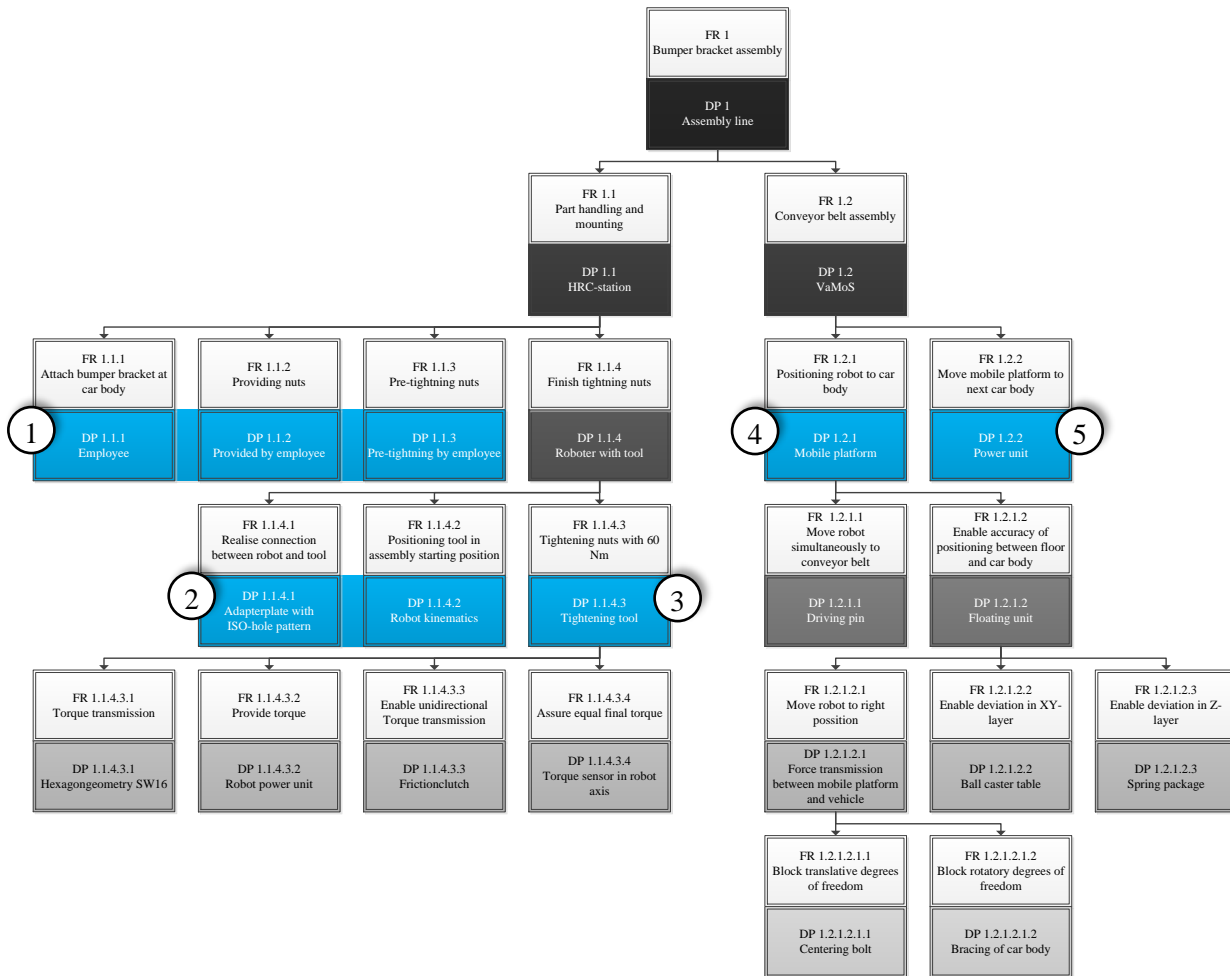 FR 1
Bumper bracket assembly
DP 1
Assembly line
FR 1.1
Part handling and
mounting
DP 1.1
HRC-station
FR 1.2
Conveyor belt assembly
DP 1.2
VaMoS
FR 1.1.1
Attach bumper bracket at
car body
DP 1.1.1
Employee
1
FR 1.1.2
Providing nuts
DP 1.1.2
Provided by employee
FR 1.1.3
Pre-tightning nuts
DP 1.1.3
Pre-tightning by employee
FR 1.1.4
Finish tightning nuts
DP 1.1.4
Roboter with tool
FR 1.2.1
Positioning robot to car
body
DP 1.2.1
Mobile platform
4
FR 1.2.2
Move mobile platform to
next car body
DP 1.2.2
Power unit
5
FR 1.1.4.1
Realise connection
between robot and tool
DP 1.1.4.1
Adapterplate with
ISO-hole pattern
2
FR 1.1.4.2
Positioning tool in
assembly starting position
DP 1.1.4.2
Robot kinematics
FR 1.1.4.3
Tightening nuts with 60
Nm
DP 1.1.4.3
Tightening tool
3
FR 1.2.1.1
Move robot
simultaneously to
conveyor belt
DP 1.2.1.1
Driving pin
FR 1.2.1.2
Enable accuracy of
positioning between floor
and car body
DP 1.2.1.2
Floating unit
FR 1.1.4.3.1
Torque transmission
DP 1.1.4.3.1
Hexagongeometry SW16
FR 1.1.4.3.2
Provide torque
DP 1.1.4.3.2
Robot power unit
FR 1.1.4.3.3
Enable unidirectional
Torque transmission
DP 1.1.4.3.3
Frictionclutch
FR 1.1.4.3.4
Assure equal final torque
DP 1.1.4.3.4
Torque sensor in robot
axis
FR 1.2.1.2.1
Move robot to right
possition
DP 1.2.1.2.1
Force transmission
between mobile platform
and vehicle
FR 1.2.1.2.2
Enable deviation in XY-
layer
DP 1.2.1.2.2
Ball caster table
FR 1.2.1.2.3
Enable deviation in Z-
layer
DP 1.2.1.2.3
Spring package
FR 1.2.1.2.1.1
Block translative degrees
of freedom
DP 1.2.1.2.1.1
Centering bolt
FR 1.2.1.2.1.2
Block rotatory degrees of
freedom
DP 1.2.1.2.1.2
Bracing of car body